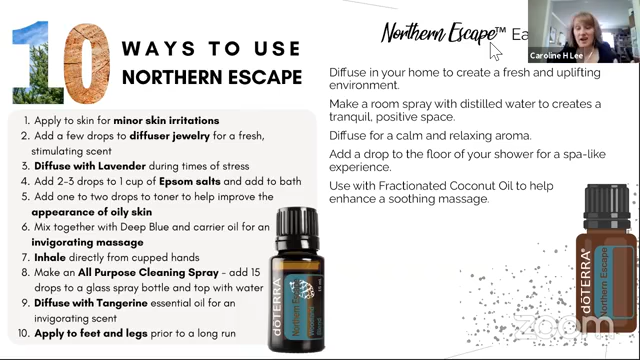 10 WAYS TO USE
NORTHERN ESCAPE
1. Apply to skin for minor skin irritations
2. Add a few drops to diffuser jewelry for a fresh,
stimulating scent
3. Diffuse with Lavender during times of stress
4. Add 2-3 drops to 1 cup of Epsom salts and add to bath
5. Add one to two drops to toner to help improve the
appearance of oily skin
6. Mix together with Deep Blue and carrier oil for an
invigorating massage
7. Inhale directly from cupped hands
8. Make an All Purpose Cleaning Spray - add 15
drops to a glass spray bottle and top with water
9. Diffuse with Tangerine essential oil for an
invigorating scent
10. Apply to feet and legs prior to a long run
dōTERRA
Northern Es
Blend
15 mL
Northern Escape™ Ea
Caroline H Lee
Diffuse in your home to create a fresh and uplifting
environment.
Make a room spray with distilled water to creates a
tranquil, positive space.
Diffuse for a calm and relaxing aroma.
Add a drop to the floor of your shower for a spa-like
experience.
Use with Fractionated Coconut Oil to help
enhance a soothing massage.
dōTERRA®
Northern Escape
zoom